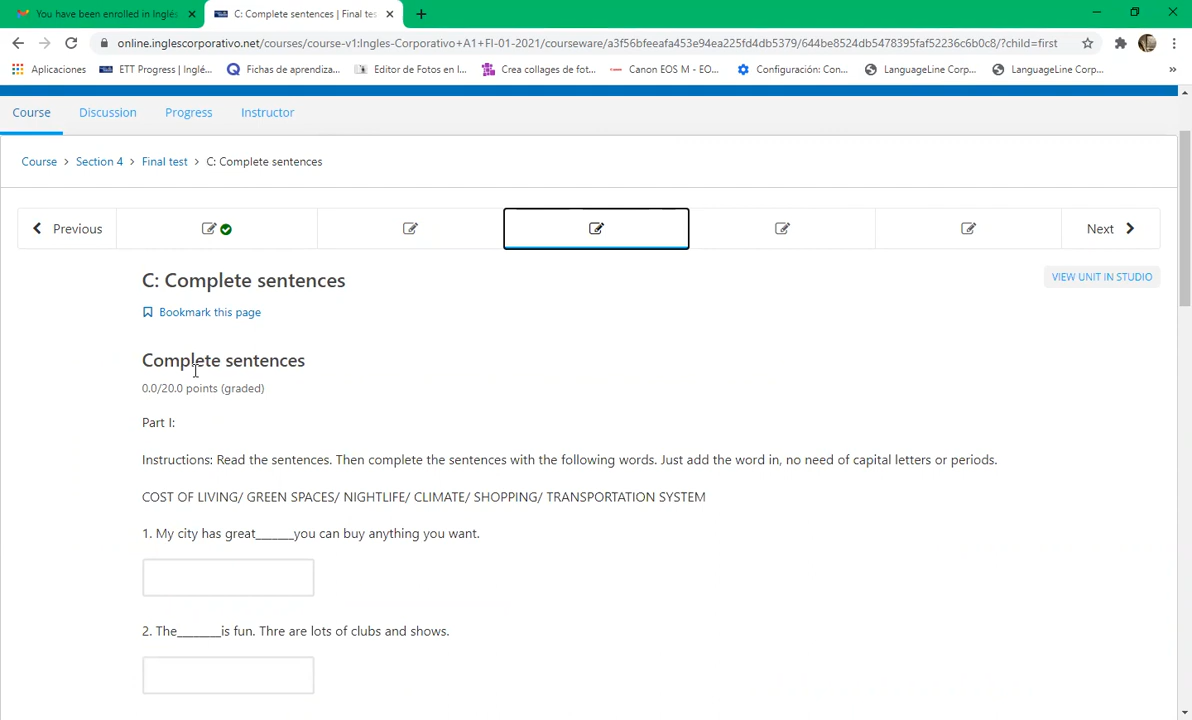 You have been enrolled in Inglés
C: Complete sentences | Final tes
online.inglescorporativo.net/courses/course-v1:Ingles-Corporativo+A1+FI-01-2021/courseware/a3f56bfeeafa453e94ea225fd4db5379/644be8524db5478395faf52236c6b0c8/?child=first
Aplicaciones ETT Progress | Inglé... Fichas de aprendiza... Editor de Fotos en l... Crea collages de fot... Canon EOS M - EO... Configuración: Con... LanguageLine Corp... LanguageLine Corp... »
Course Discussion Progress Instructor
Course > Section 4 > Final test > C: Complete sentences
Previous Next
C: Complete sentences
VIEW UNIT IN STUDIO
Bookmark this page
Complete sentences
0.0/20.0 points (graded)
Part I:
Instructions: Read the sentences. Then complete the sentences with the following words. Just add the word in, no need of capital letters or periods.
COST OF LIVING/ GREEN SPACES/ NIGHTLIFE/ CLIMATE/ SHOPPING/ TRANSPORTATION SYSTEM
1. My city has great______you can buy anything you want.
2. The_______is fun. Thre are lots of clubs and shows.